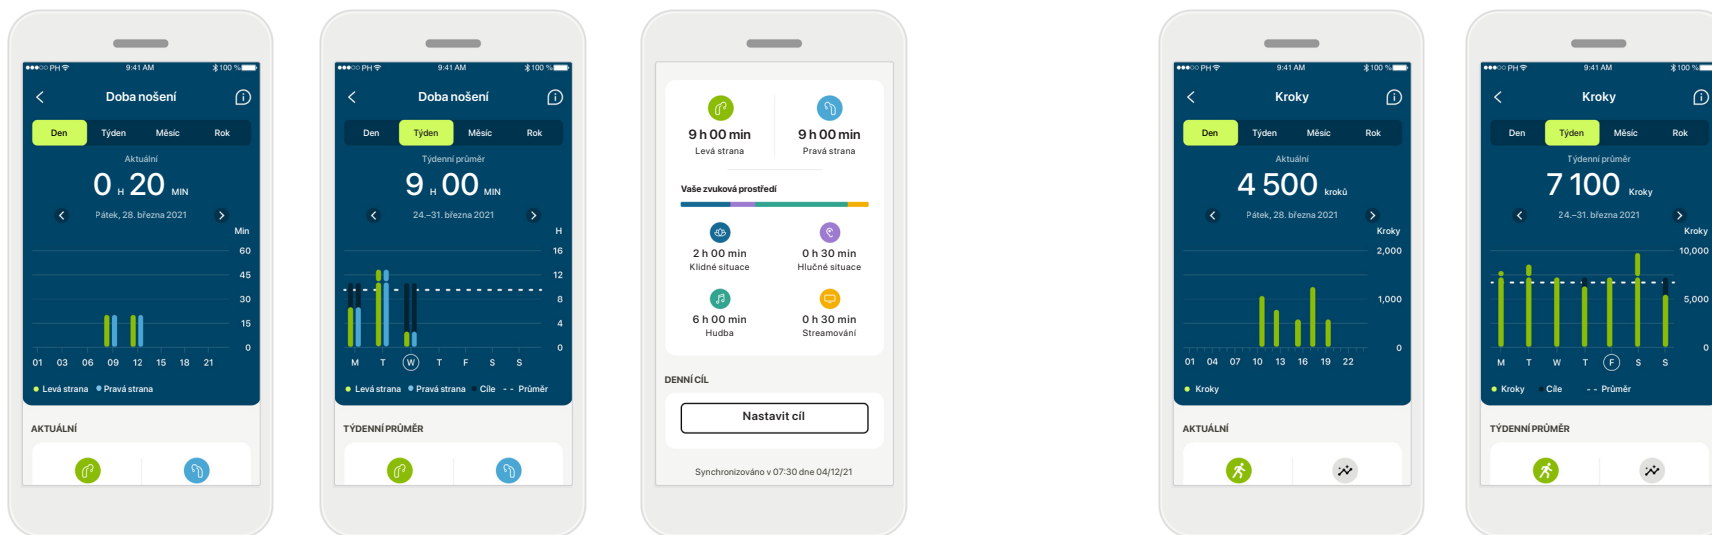 PH 9:41 AM 100 %
Doba nošení
Den Týden Měsíc Rok
Aktuální
0 H 20 MIN
Pátek, 28. března 2021
Min
60
45
30
15
0
01 03 06 09 12 15 18 21
Levá strana Pravá strana
AKTUÁLNÍ
PH 9:41 AM 100 %
Doba nošení
Den Týden Měsíc Rok
Týdenní průměr
9 H 00 MIN
24.–31. března 2021
H
16
12
8
4
0
M T W T F S S
Levá strana Pravá strana Cíle - - Průměr
TÝDENNÍ PRŮMĚR
9 h 00 min 9 h 00 min
Levá strana Pravá strana
Vaše zvuková prostředí
2 h 00 min 0 h 30 min
Klidné situace Hlučné situace
6 h 00 min 0 h 30 min
Hudba Streamování
DENNÍ CÍL
Nastavit cíl
Synchronizováno v 07:30 dne 04/12/21
PH 9:41 AM 100 %
Kroky
Den Týden Měsíc Rok
Aktuální
4 500 kroků
Pátek, 28. března 2021
Kroky
2,000
1,000
0
01 04 07 10 13 16 19 22
Kroky
AKTUÁLNÍ
PH 9:41 AM 100 %
Kroky
Den Týden Měsíc Rok
Týdenní průměr
7 100 Kroky
24.–31. března 2021
Kroky
10,000
5,000
0
M T W T F S S
Kroky Cíle - - Průměr
TÝDENNÍ PRŮMĚR